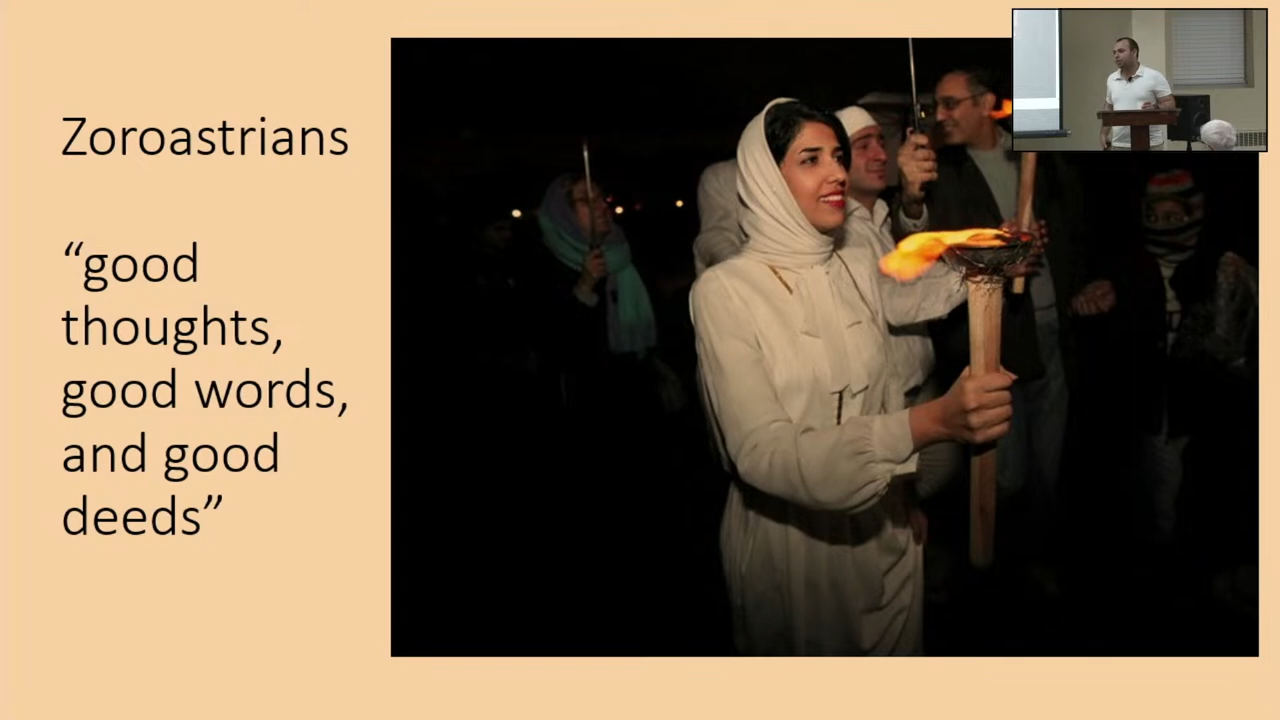 Zoroastrians
“good
thoughts,
good words,
and good
deeds”